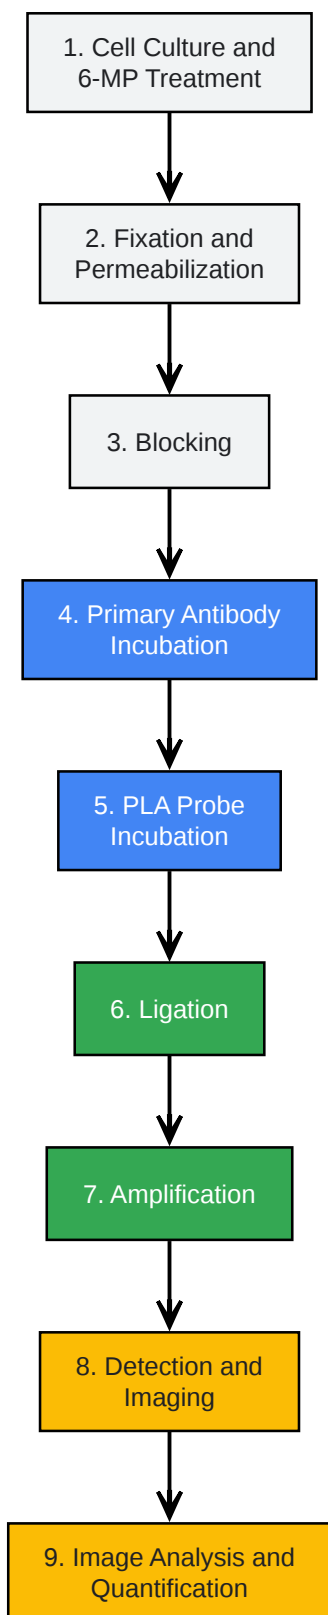 1. Cell Culture and
6-MP Treatment
2. Fixation and
Permeabilization
3. Blocking
4. Primary Antibody
Incubation
5. PLA Probe
Incubation
6. Ligation
7. Amplification
8. Detection and
Imaging
9. Image Analysis and
Quantification